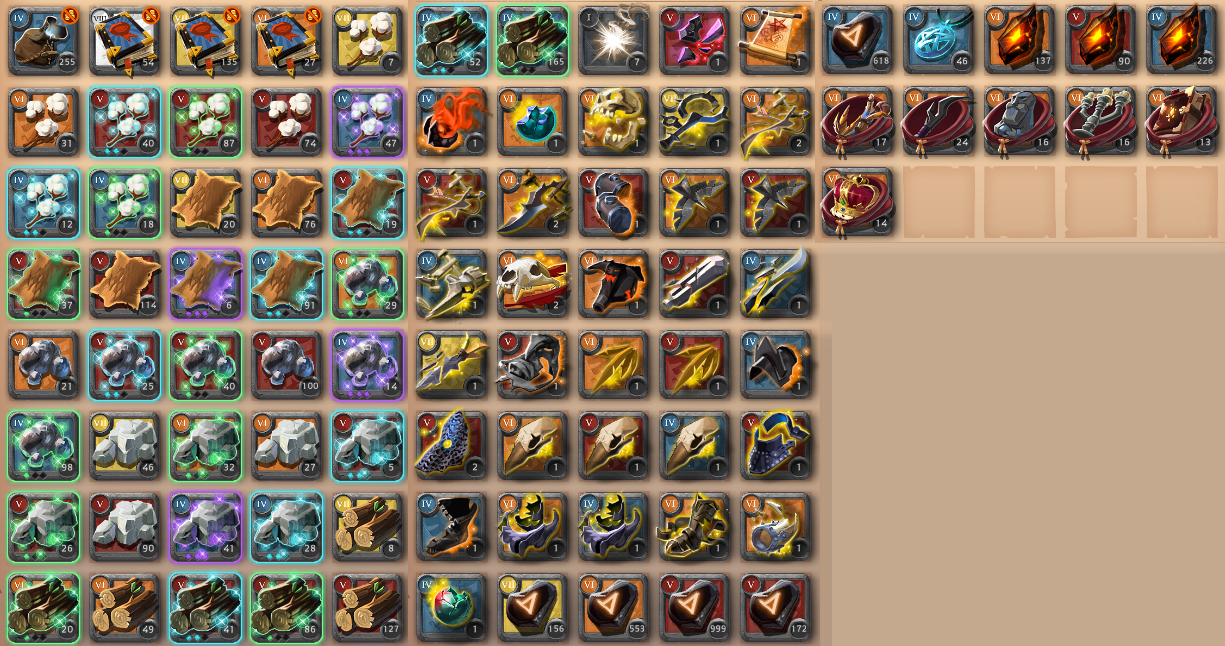 IV VIII VII VI VII IV IV I V VI IV IV VI V IV
255 54 135 27 7 52 165 7 1 1 618 46 137 90 226
VI V V V IV IV VI VI VII VI VI VI VI VI VI
31 40 87 74 47 1 1 1 1 2 17 24 16 16 13
IV IV VII VI V V VI V VI V VI
12 18 20 76 19 1 2 1 1 1 14
V V IV IV VI IV VI VI V IV
37 114 6 91 29 1 2 1 1 1
VI V V V IV VII V VI V IV
21 25 40 100 14 1 1 1 1 1
IV VII VI VI V V VI V IV V
98 46 32 27 5 2 1 1 1 1
V V IV IV VII IV VI IV VI VI
26 90 41 28 8 1 1 1 1 1
VI VI V V V IV VII VI V V
20 49 41 86 127 1 156 553 999 172